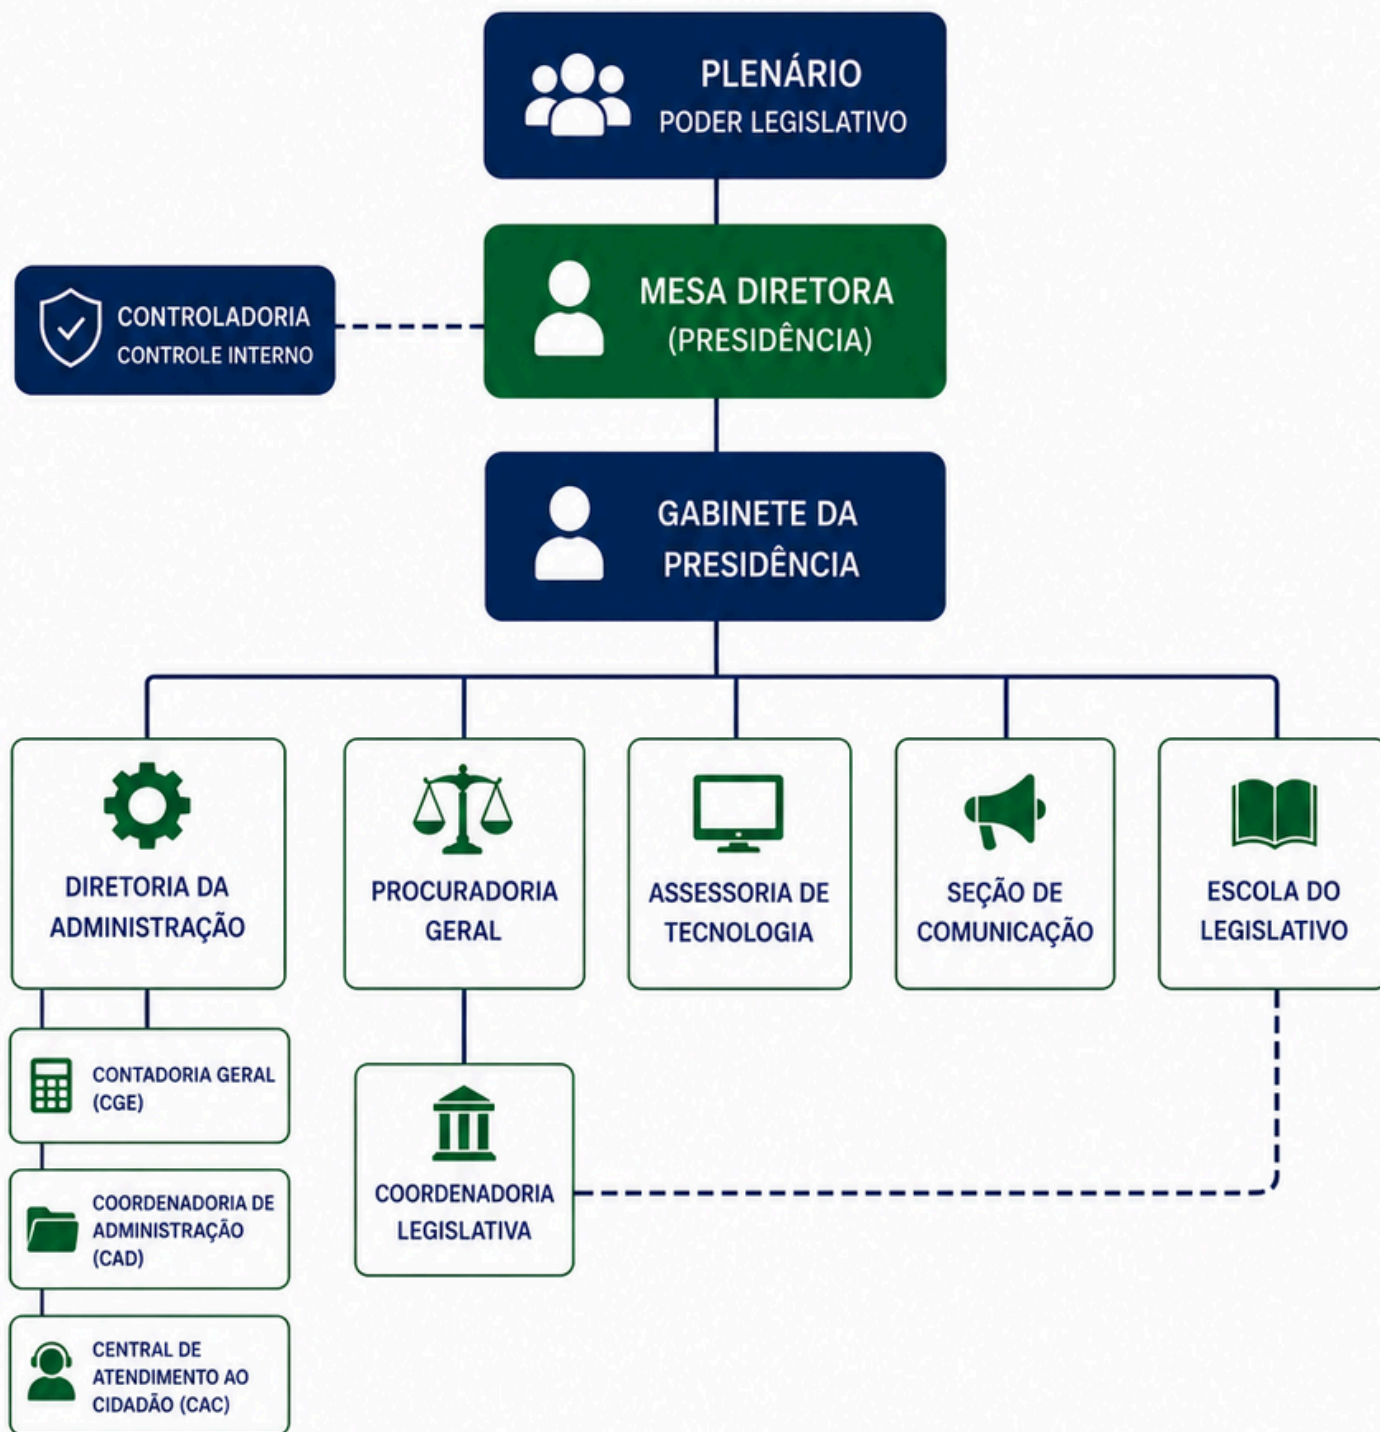 PLENÁRIO
PODER LEGISLATIVO
MESA DIRETORA
(PRESIDÊNCIA)
CONTROLADORIA
CONTROLE INTERNO
GABINETE DA
PRESIDÊNCIA
DIRETORIA DA
ADMINISTRAÇÃO
PROCURADORIA
GERAL
ASSESSORIA DE
TECNOLOGIA
SEÇÃO DE
COMUNICAÇÃO
ESCOLA DO
LEGISLATIVO
CONTADORIA GERAL
(CGE)
COORDENADORIA DE
ADMINISTRAÇÃO
(CAD)
CENTRAL DE
ATENDIMENTO AO
CIDADÃO (CAC)
COORDENADORIA
LEGISLATIVA